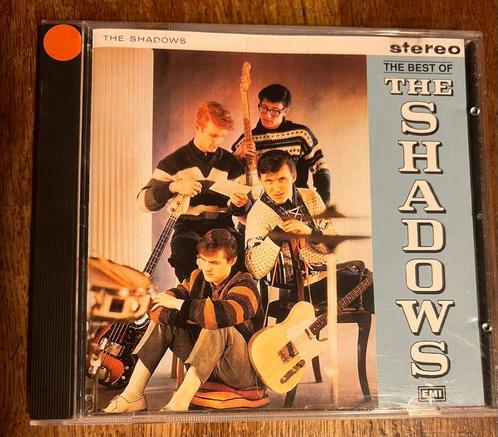 THE SHADOWS
stereo
THE BEST OF
THE
SHADOWS
EMI